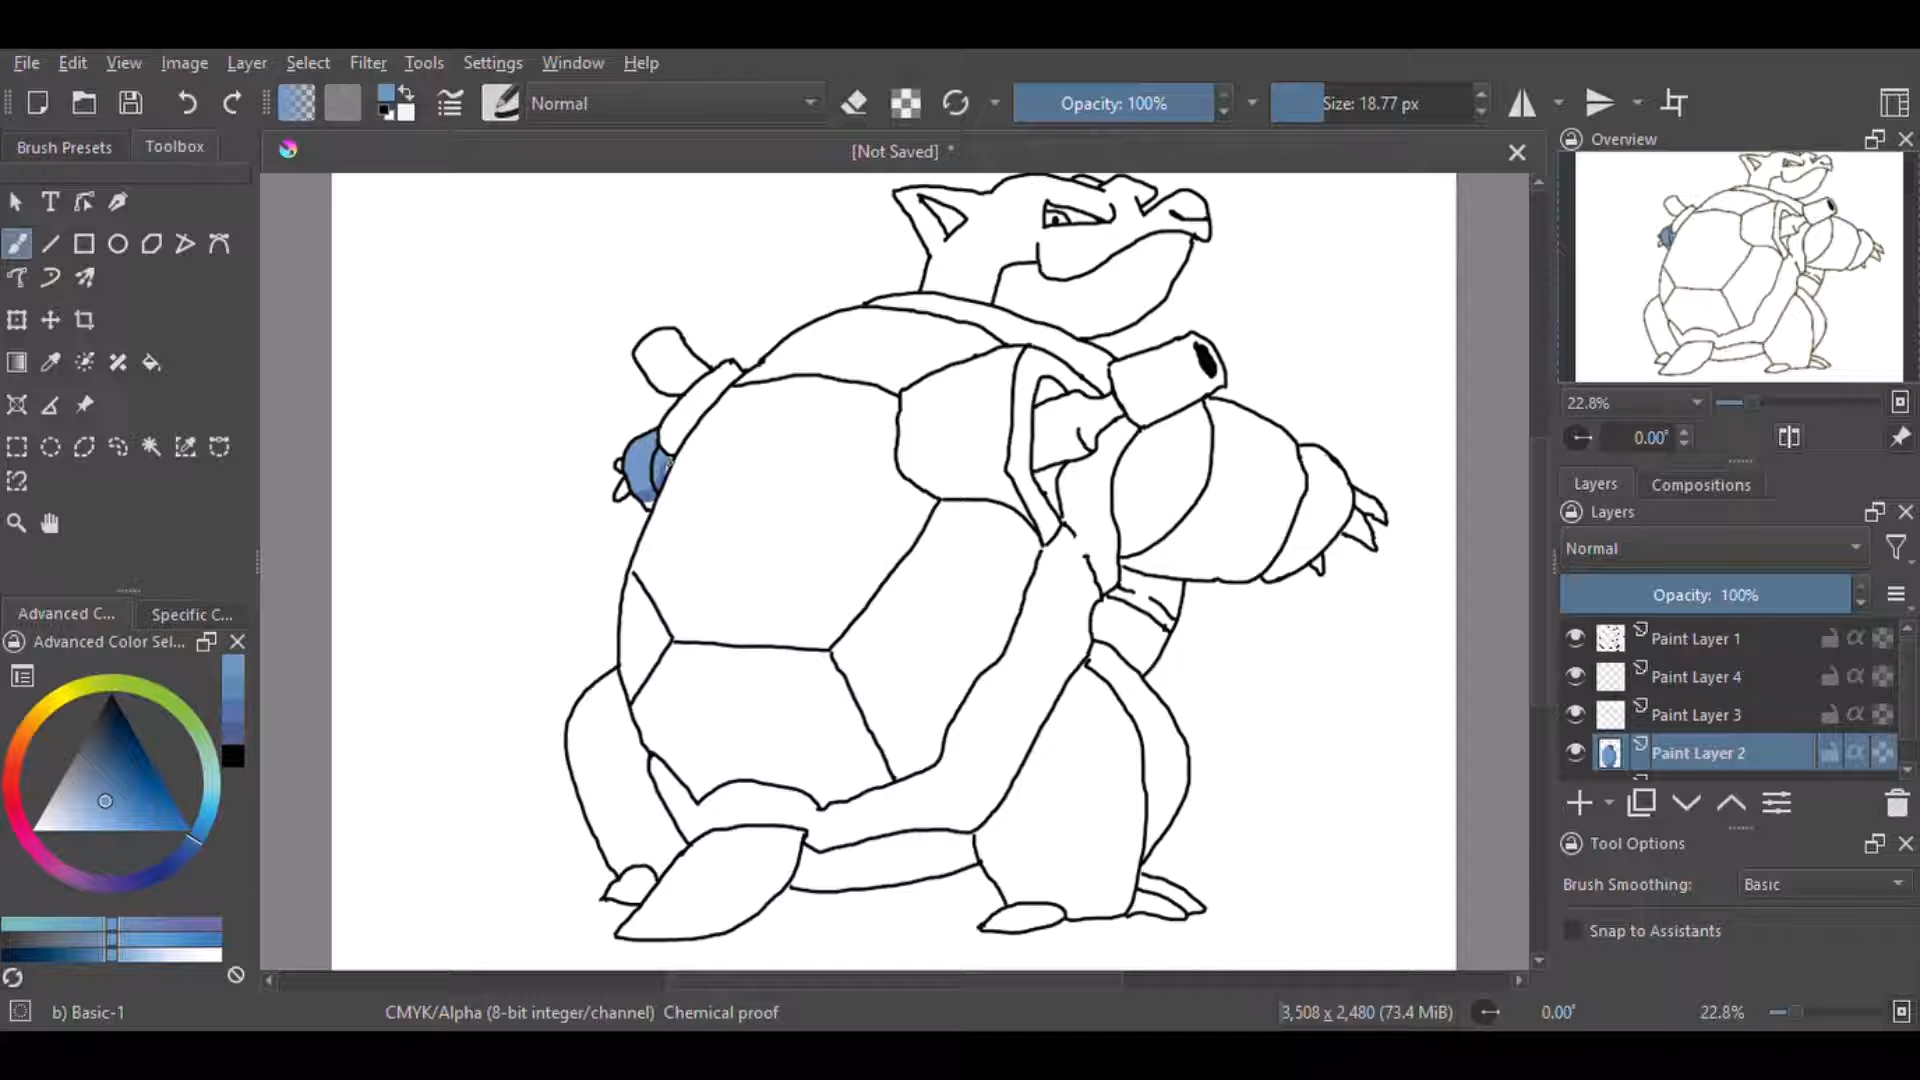 File Edit View Image Layer Select Filter Tools Settings Window Help
Normal Opacity: 100% Size: 18.77 px
Brush Presets Toolbox
[Not Saved] *
Overview
22.8%
0.00°
Layers Compositions
Layers
Normal
Opacity: 100%
Paint Layer 1
Paint Layer 4
Paint Layer 3
Paint Layer 2
Tool Options
Brush Smoothing: Basic
Snap to Assistants
Advanced C... Specific C...
Advanced Color Sel...
b) Basic-1 CMYK/Alpha (8-bit integer/channel) Chemical proof 3,508 x 2,480 (73.4 MiB) 0.00° 22.8%